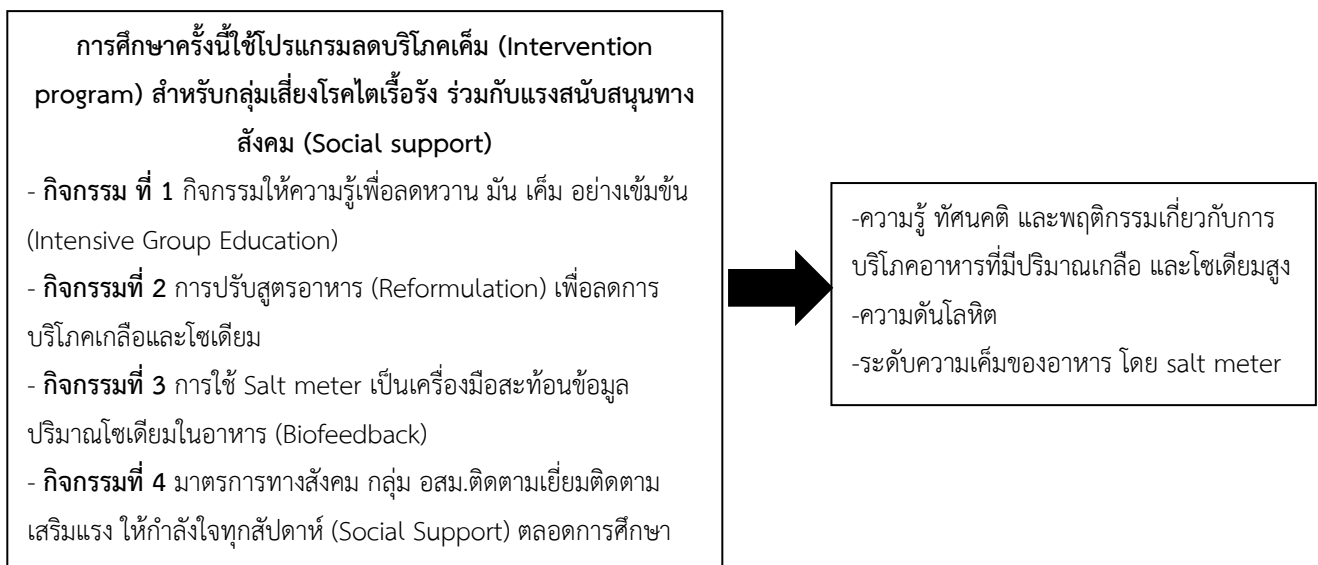 การศึกษาครั้งนี้ใช้โปรแกรมลดบริโภคเค็ม (Intervention
program) สำหรับกลุ่มเสี่ยงโรคไตเรื้อรัง ร่วมกับแรงสนับสนุนทาง
สังคม (Social support)
- กิจกรรม ที่ 1 กิจกรรมให้ความรู้เพื่อลดหวาน มัน เค็ม อย่างเข้มข้น
(Intensive Group Education)
- กิจกรรมที่ 2 การปรับสูตรอาหาร (Reformulation) เพื่อลดการ
บริโภคเกลือและโซเดียม
- กิจกรรมที่ 3 การใช้ Salt meter เป็นเครื่องมือสะท้อนข้อมูล
ปริมาณโซเดียมในอาหาร (Biofeedback)
- กิจกรรมที่ 4 มาตรการทางสังคม กลุ่ม อสม.ติดตามเยี่ยมติดตาม
เสริมแรง ให้กำลังใจทุกสัปดาห์ (Social Support) ตลอดการศึกษา
-ความรู้ ทัศนคติ และพฤติกรรมเกี่ยวกับการ
บริโภคอาหารที่มีปริมาณเกลือ และโซเดียมสูง
-ความดันโลหิต
-ระดับความเค็มของอาหาร โดย salt meter